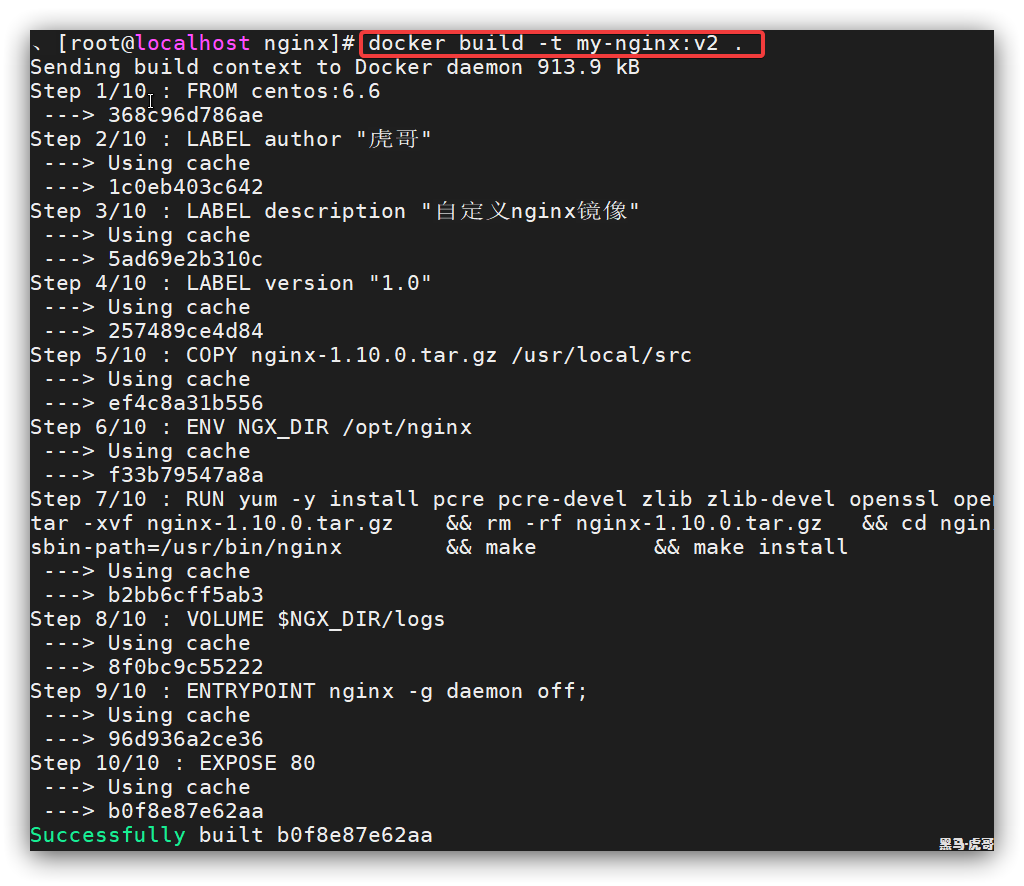 、[root@localhost nginx]# docker build -t my-nginx:v2 .
Sending build context to Docker daemon 913.9 kB
Step 1/10 : FROM centos:6.6
 ---> 368c96d786ae
Step 2/10 : LABEL author "虎哥"
 ---> Using cache
 ---> 1c0eb403c642
Step 3/10 : LABEL description "自定义nginx镜像"
 ---> Using cache
 ---> 5ad69e2b310c
Step 4/10 : LABEL version "1.0"
 ---> Using cache
 ---> 257489ce4d84
Step 5/10 : COPY nginx-1.10.0.tar.gz /usr/local/src
 ---> Using cache
 ---> ef4c8a31b556
Step 6/10 : ENV NGX_DIR /opt/nginx
 ---> Using cache
 ---> f33b79547a8a
Step 7/10 : RUN yum -y install pcre pcre-devel zlib zlib-devel openssl ope
tar -xvf nginx-1.10.0.tar.gz    && rm -rf nginx-1.10.0.tar.gz   && cd ngin
sbin-path=/usr/bin/nginx        && make         && make install
 ---> Using cache
 ---> b2bb6cff5ab3
Step 8/10 : VOLUME $NGX_DIR/logs
 ---> Using cache
 ---> 8f0bc9c55222
Step 9/10 : ENTRYPOINT nginx -g daemon off;
 ---> Using cache
 ---> 96d936a2ce36
Step 10/10 : EXPOSE 80
 ---> Using cache
 ---> b0f8e87e62aa
Successfully built b0f8e87e62aa
黑马-虎哥